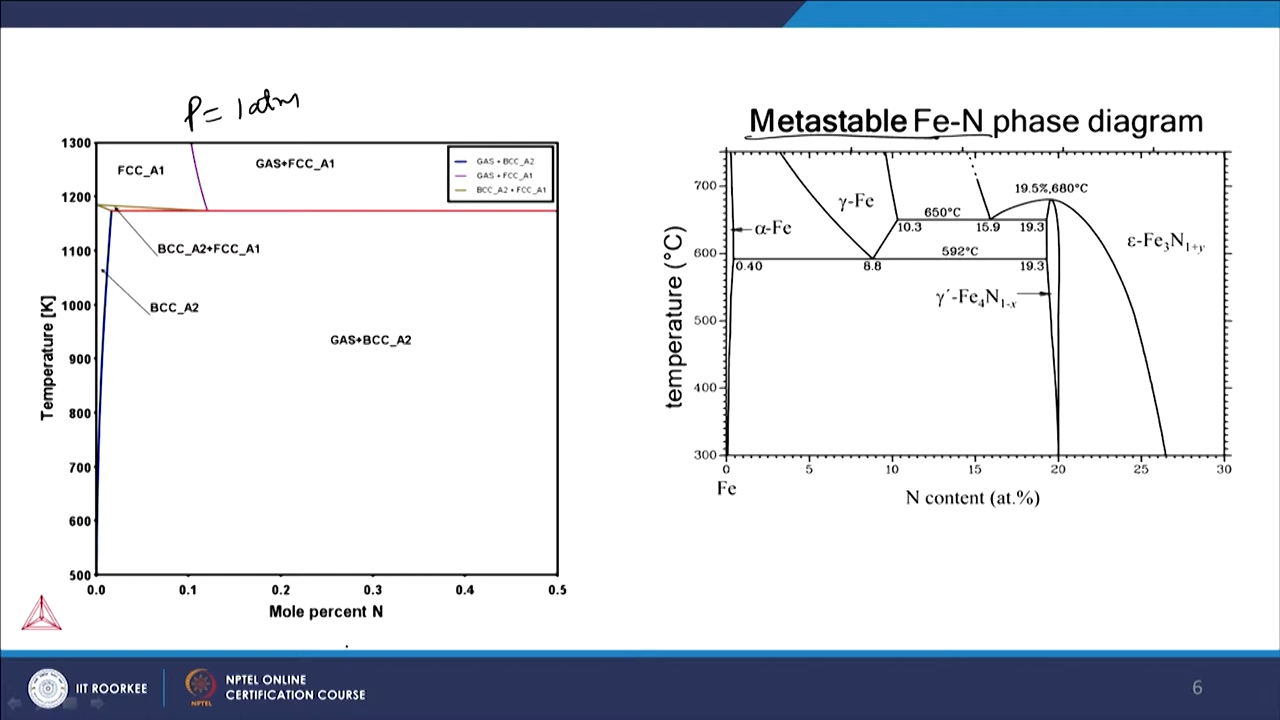 P = 1 atm
1300
1200
1100
1000
900
800
700
600
500
Temperature [K]
FCC_A1
GAS+FCC_A1
GAS + BCC_A2
GAS + FCC_A1
BCC_A2 + FCC_A1
BCC_A2+FCC_A1
BCC_A2
GAS+BCC_A2
0.0 0.1 0.2 0.3 0.4 0.5
Mole percent N
Metastable Fe-N phase diagram
700
600
500
400
300
temperature (°C)
19.5%,680°C
γ-Fe
650°C
10.3 15.9 19.3
α-Fe
ε-Fe3N1+y
592°C
0.40 8.8 19.3
γ´-Fe4N1-x
0 5 10 15 20 25 30
Fe
N content (at.%)
IIT ROORKEE
NPTEL
NPTEL ONLINE
CERTIFICATION COURSE
6